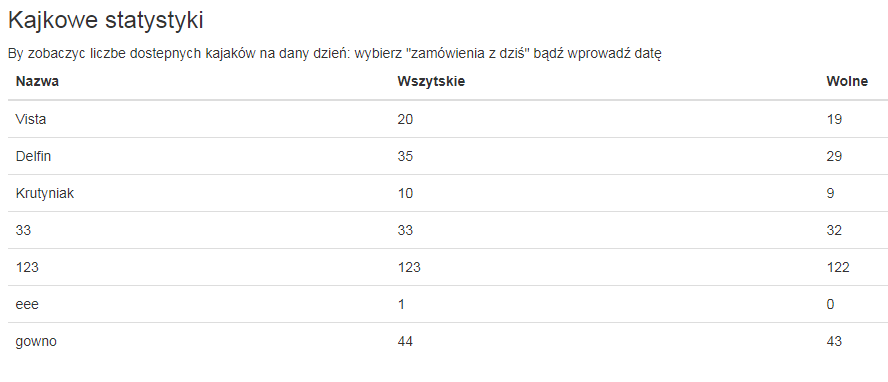 Kajkowe statystyki
By zobaczyc liczbe dostepnych kajaków na dany dzień: wybierz "zamówienia z dziś" bądź wprowadź datę
Nazwa Wszytskie Wolne
Vista 20 19
Delfin 35 29
Krutyniak 10 9
33 33 32
123 123 122
eee 1 0
gowno 44 43